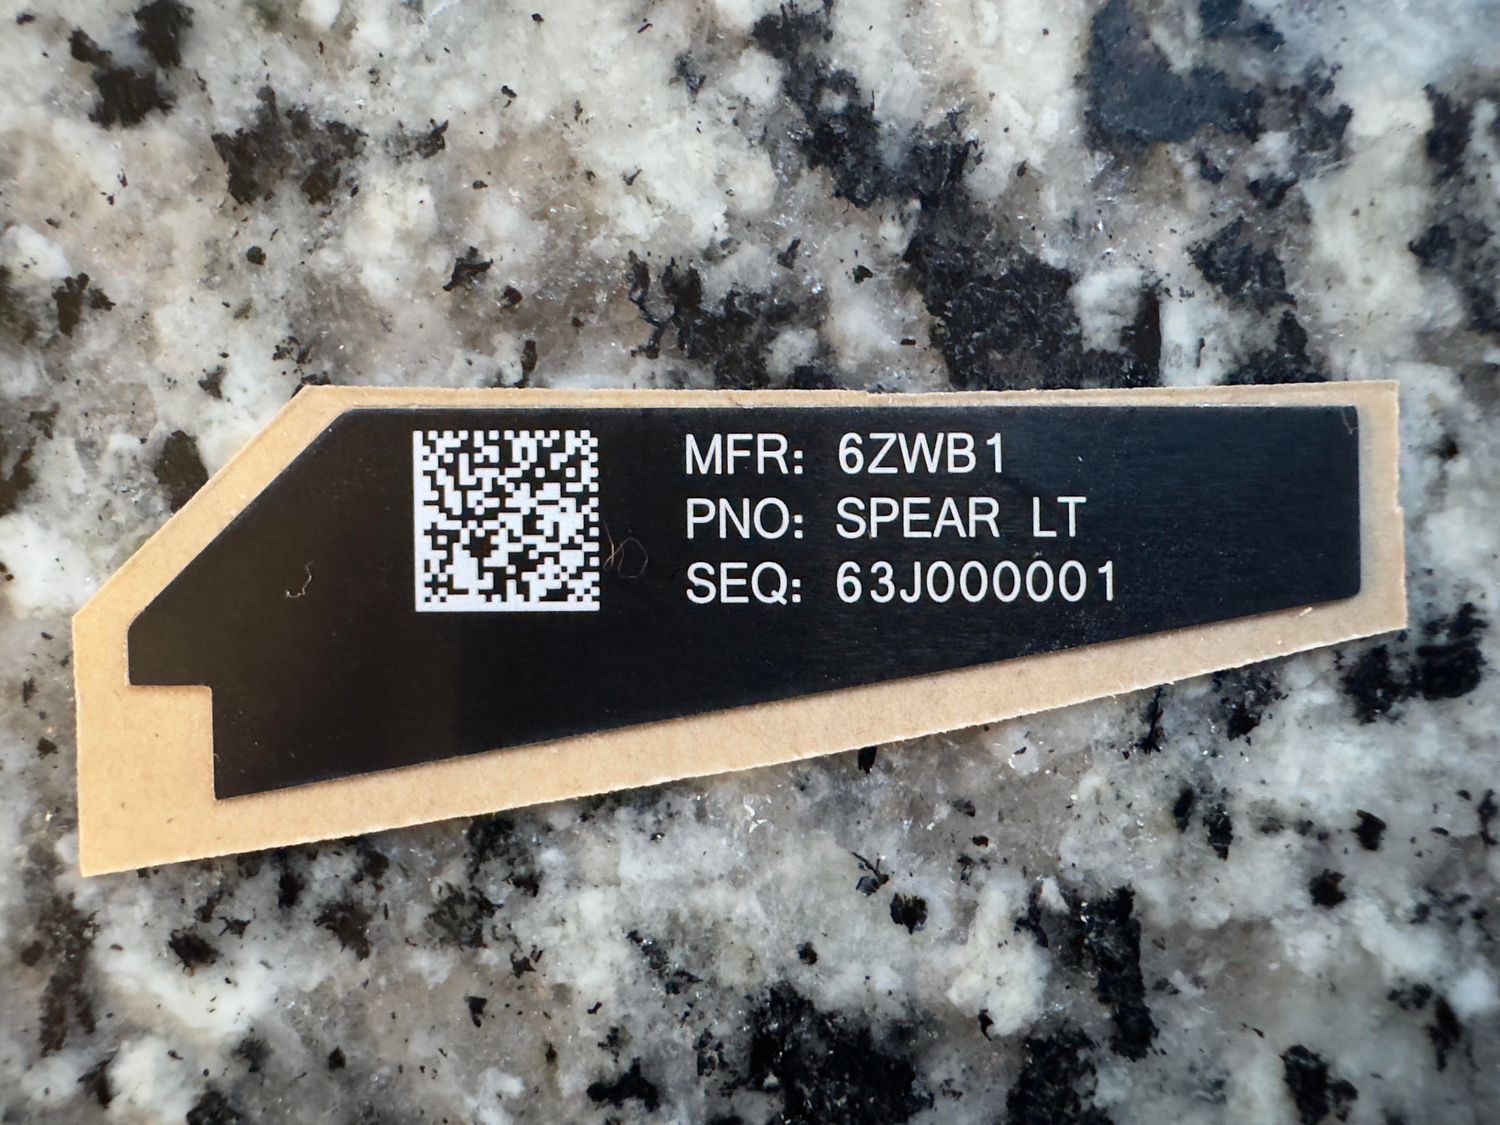 MFR: 6ZWB1
PNO: SPEAR LT
SEQ: 63J000001